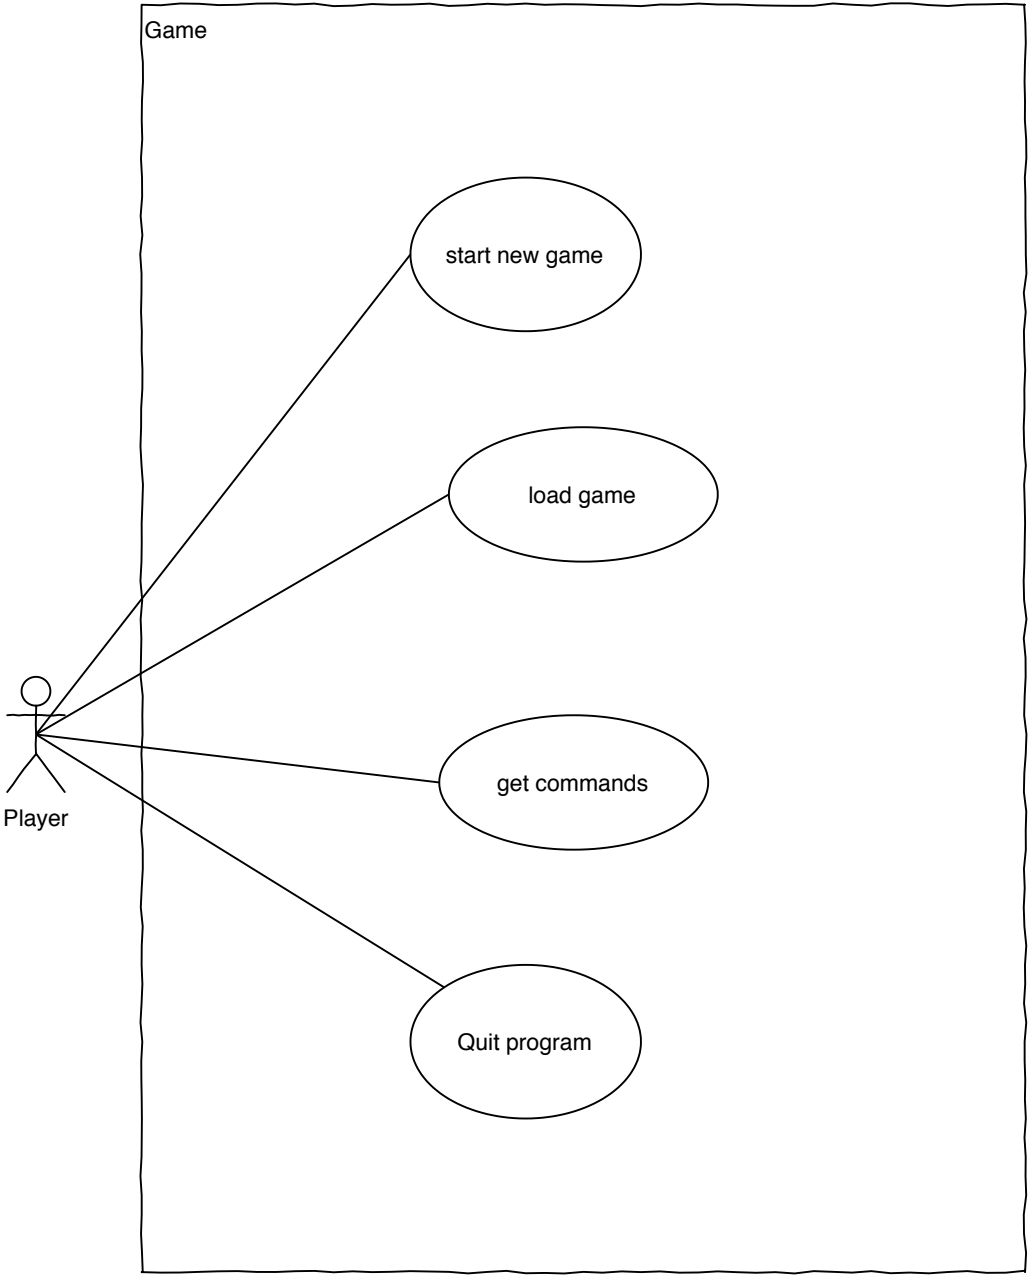 Game
start new game
load game
get commands
Player
Quit program